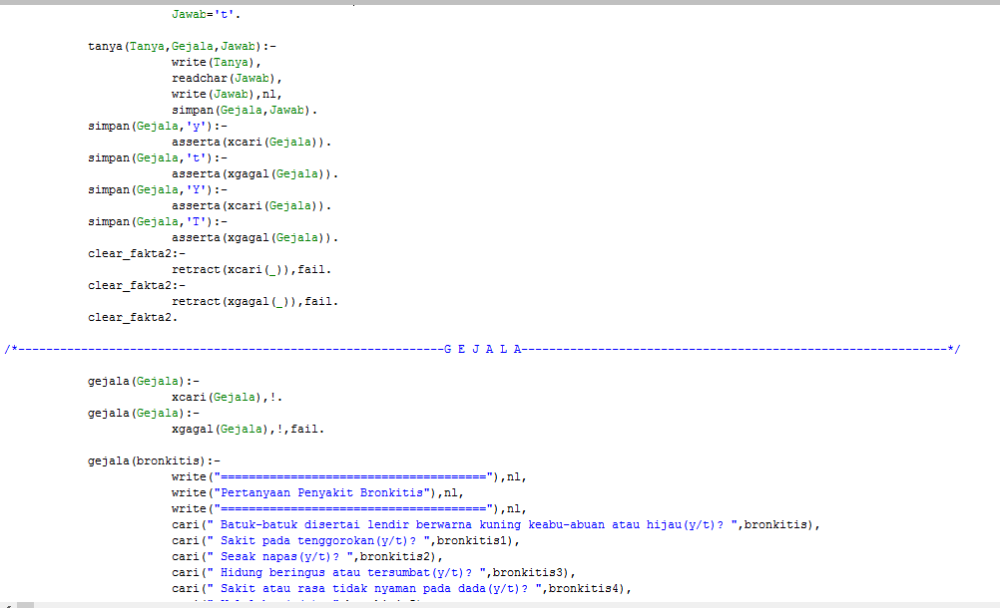 Jawab='t'.
tanya(Tanya,Gejala,Jawab):-
write(Tanya),
readchar(Jawab),
write(Jawab),nl,
simpan(Gejala,Jawab).
simpan(Gejala,'y'):-
asserta(xcari(Gejala)).
simpan(Gejala,'t'):-
asserta(xgagal(Gejala)).
simpan(Gejala,'Y'):-
asserta(xcari(Gejala)).
simpan(Gejala,'T'):-
asserta(xgagal(Gejala)).
clear_fakta2:-
retract(xcari(_)),fail.
clear_fakta2:-
retract(xgagal(_)),fail.
clear_fakta2.
/*-------------------------------------------------------------G E J A L A-------------------------------------------------------------*/
gejala(Gejala):-
xcari(Gejala),!.
gejala(Gejala):-
xgagal(Gejala),!,fail.
gejala(bronkitis):-
write("======================================"),nl,
write("Pertanyaan Penyakit Bronkitis"),nl,
write("======================================"),nl,
cari(" Batuk-batuk disertai lendir berwarna kuning keabu-abuan atau hijau(y/t)? ",bronkitis),
cari(" Sakit pada tenggorokan(y/t)? ",bronkitis1),
cari(" Sesak napas(y/t)? ",bronkitis2),
cari(" Hidung beringus atau tersumbat(y/t)? ",bronkitis3),
cari(" Sakit atau rasa tidak nyaman pada dada(y/t)? ",bronkitis4),